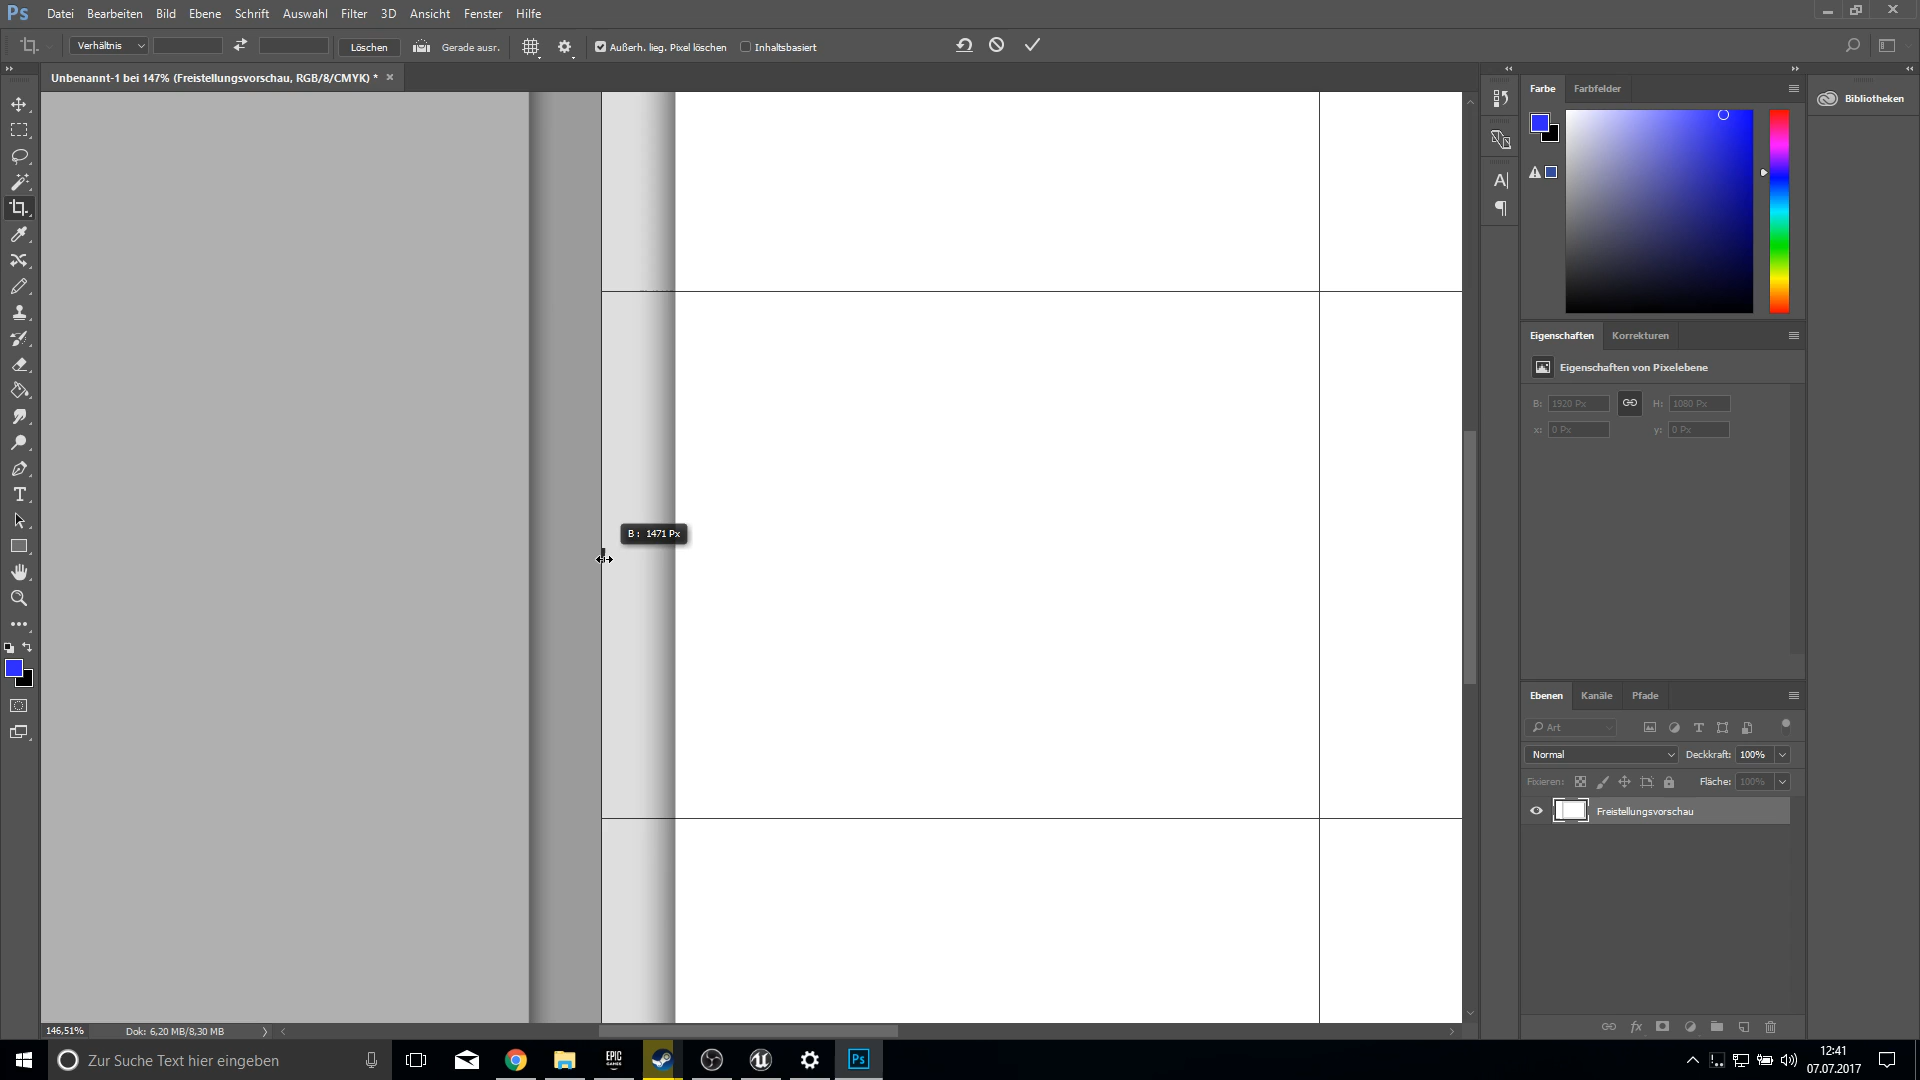 Ps Datei Bearbeiten Bild Ebene Schrift Auswahl Filter 3D Ansicht Fenster Hilfe
Verhältnis Löschen Gerade ausr. Außerh. lieg. Pixel löschen Inhaltsbasiert
Unbenannt-1 bei 147% (Freistellungsvorschau, RGB/8/CMYK) * ×
Farbe Farbfelder
Bibliotheken
Eigenschaften Korrekturen
Eigenschaften von Pixelebene
B: 1920 Px H: 1080 Px
x: 0 Px y: 0 Px
B : 1471 Px
Ebenen Kanäle Pfade
Art
Normal Deckkraft: 100%
Fixieren: Fläche: 100%
Freistellungsvorschau
fx
146,51% Dok: 6,20 MB/8,30 MB
Zur Suche Text hier eingeben
EPIC
GAMES
Ps
12:41
07.07.2017